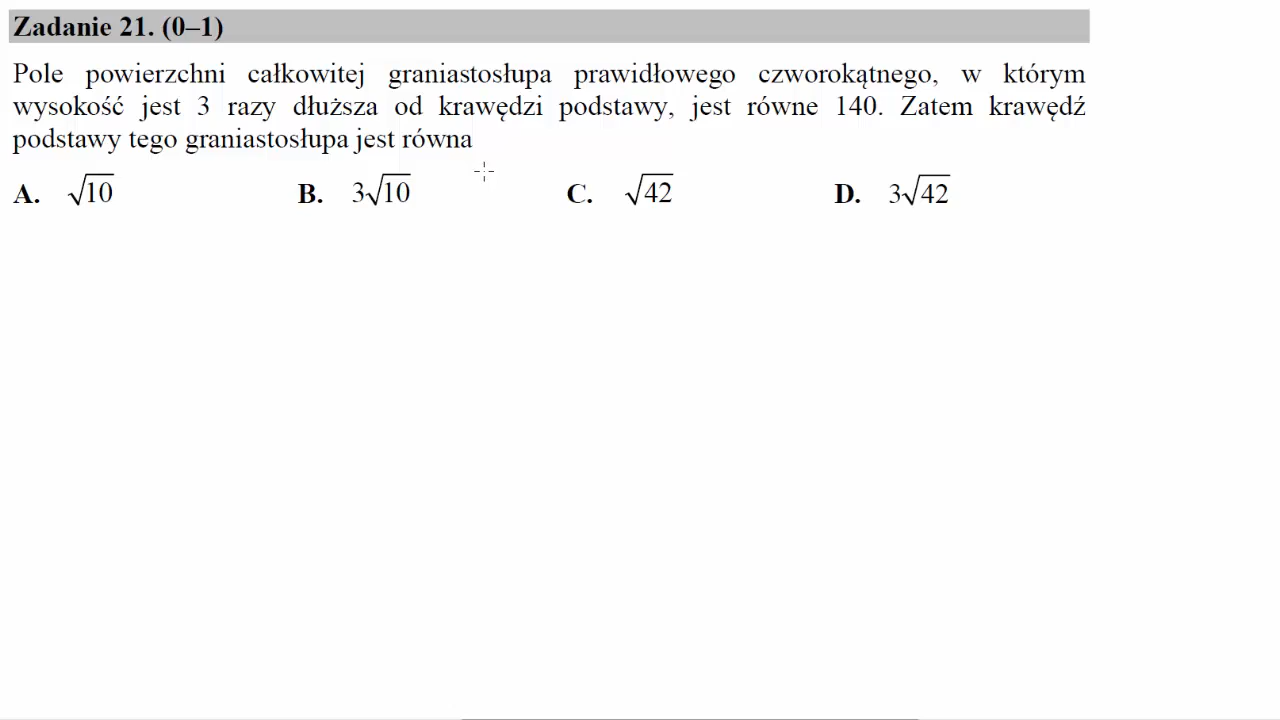 Zadanie 21. (0–1)
Pole powierzchni całkowitej graniastosłupa prawidłowego czworokątnego, w którym
wysokość jest 3 razy dłuższa od krawędzi podstawy, jest równe 140. Zatem krawędź
podstawy tego graniastosłupa jest równa
A. √10 B. 3√10 C. √42 D. 3√42